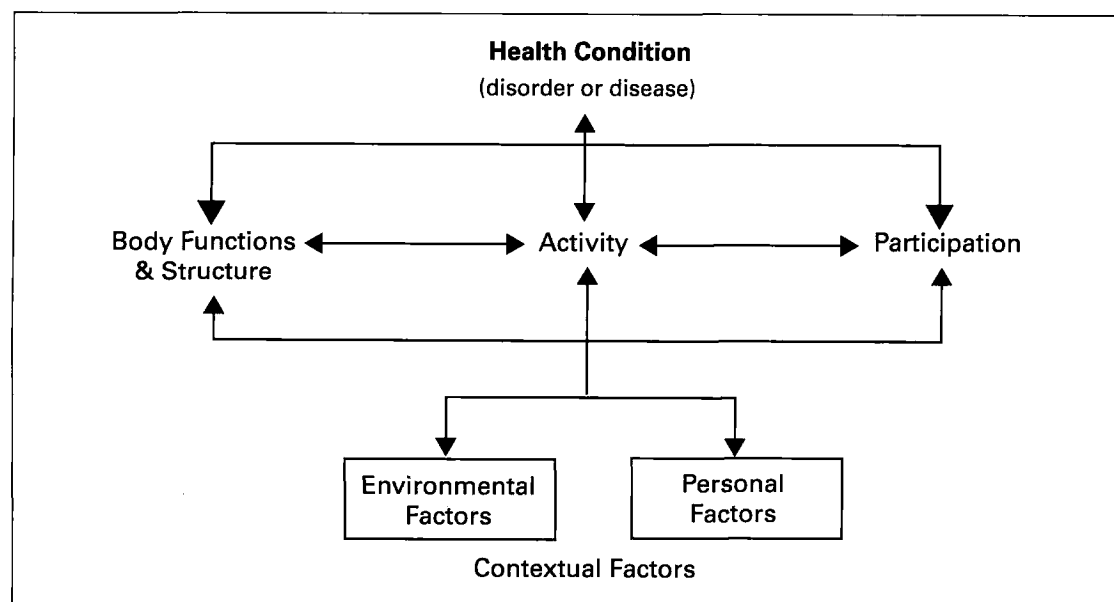 Health Condition
(disorder or disease)
Body Functions
& Structure
Activity
Participation
Environmental
Factors
Personal
Factors
Contextual Factors